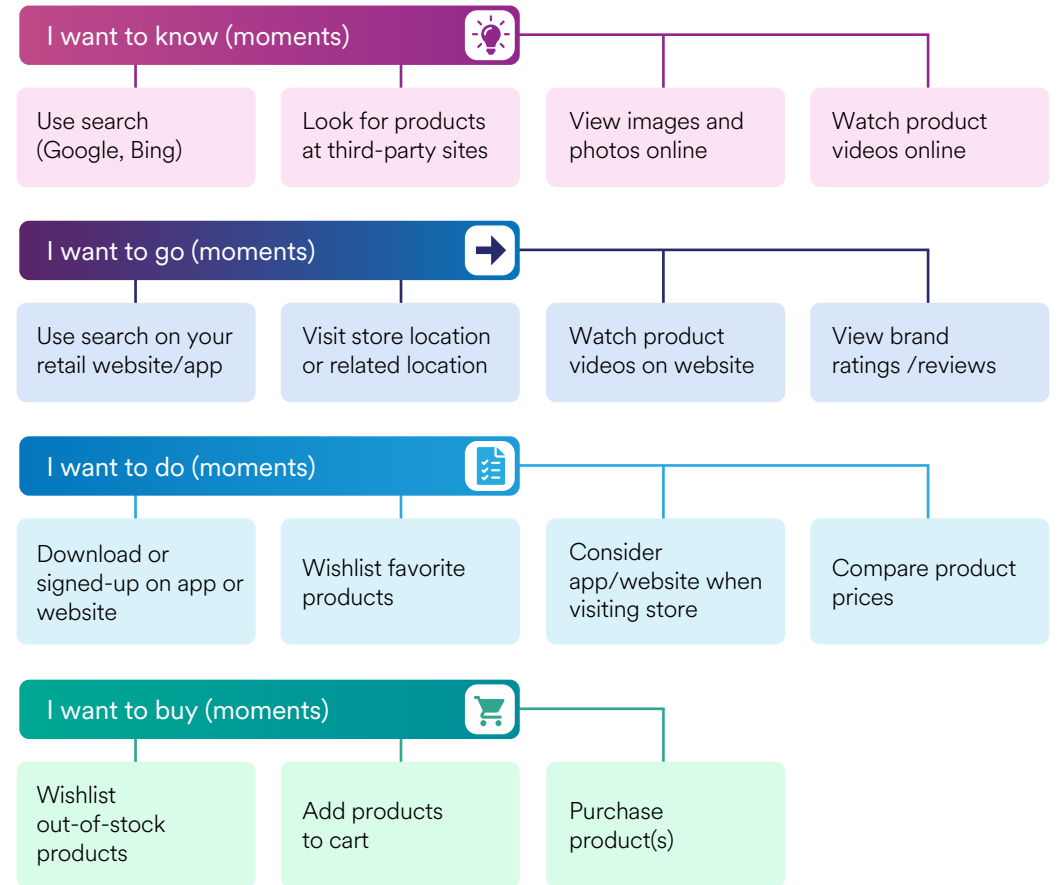 I want to know (moments)
Use search
(Google, Bing)
Look for products
at third-party sites
View images and
photos online
Watch product
videos online
I want to go (moments)
Use search on your
retail website/app
Visit store location
or related location
Watch product
videos on website
View brand
ratings /reviews
I want to do (moments)
Download or
signed-up on app or
website
Wishlist favorite
products
Consider
app/website when
visiting store
Compare product
prices
I want to buy (moments)
Wishlist
out-of-stock
products
Add products
to cart
Purchase
product(s)